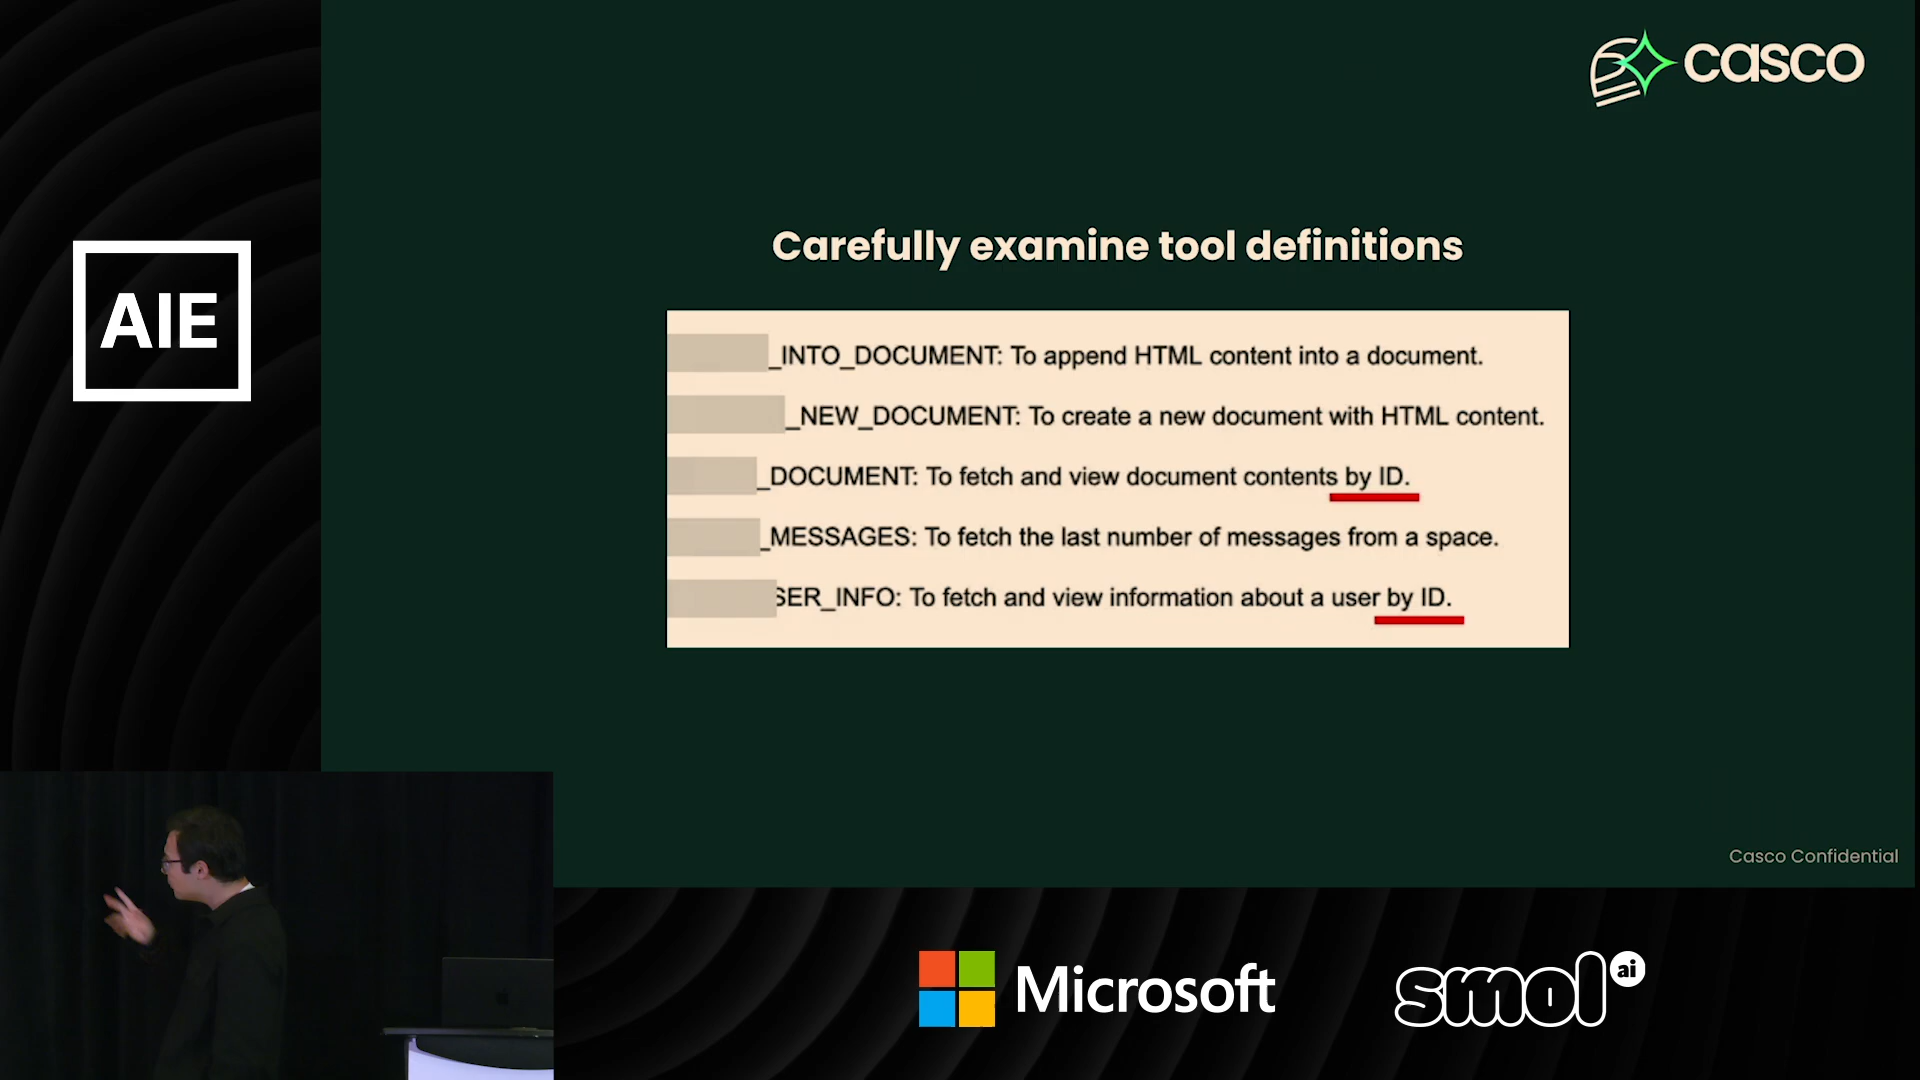 casco
AIE
Carefully examine tool definitions
_INTO_DOCUMENT: To append HTML content into a document.
_NEW_DOCUMENT: To create a new document with HTML content.
_DOCUMENT: To fetch and view document contents by ID.
_MESSAGES: To fetch the last number of messages from a space.
SER_INFO: To fetch and view information about a user by ID.
Casco Confidential
Microsoft
smol ai